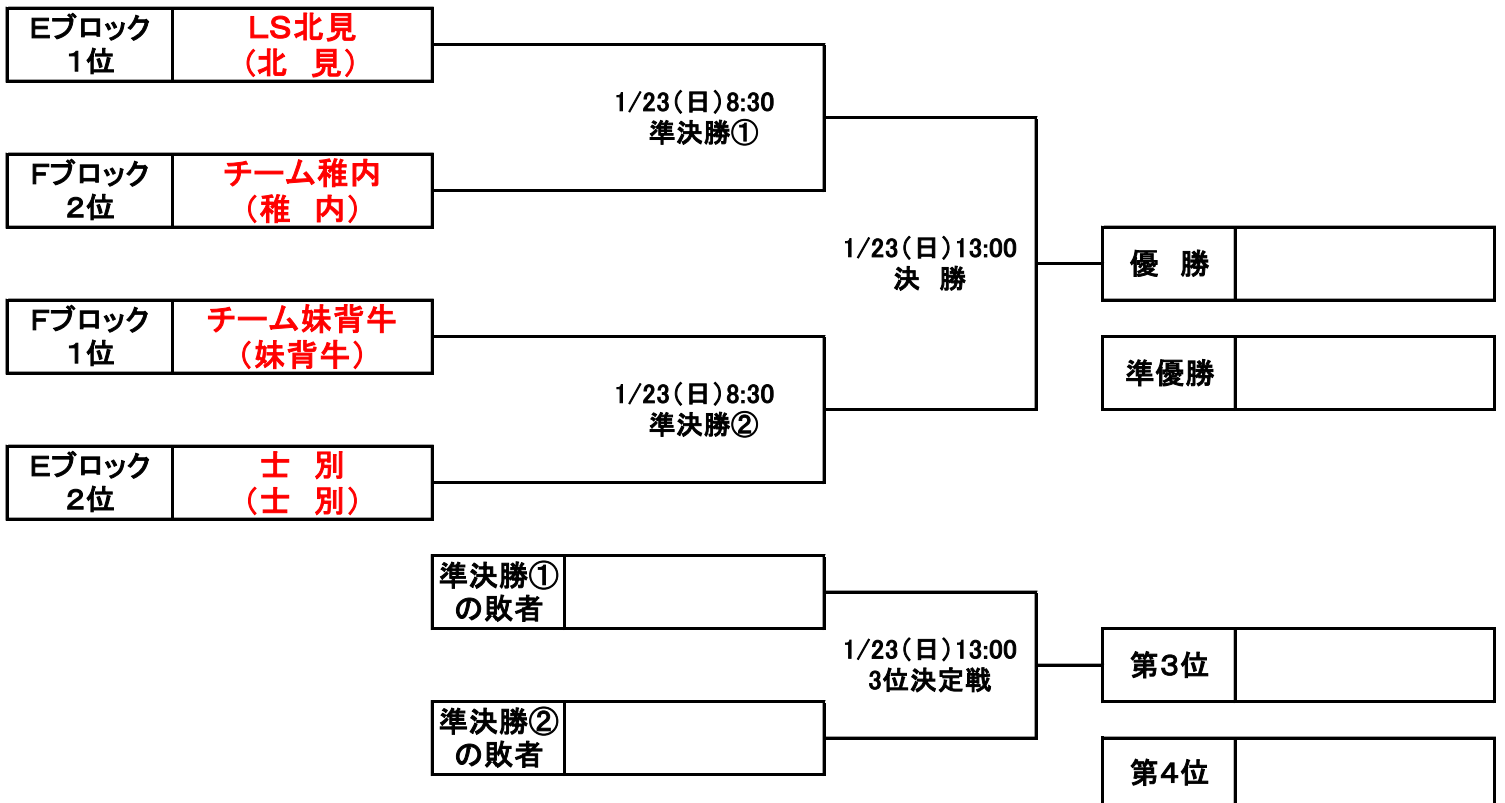 Eブロック
1位
LS北見
(北　見)
1/23(日)8:30
準決勝①
Fブロック
2位
チーム稚内
(稚　内)
1/23(日)13:00
決　勝
優　勝
Fブロック
1位
チーム妹背牛
(妹背牛)
準優勝
1/23(日)8:30
準決勝②
Eブロック
2位
士　別
(士　別)
準決勝①
の敗者
1/23(日)13:00
3位決定戦
第3位
準決勝②
の敗者
第4位